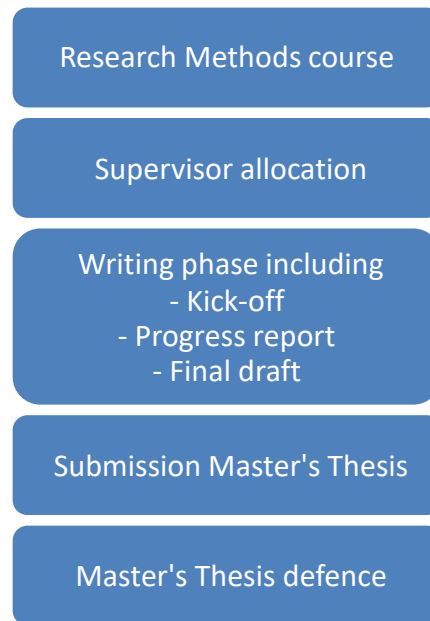 Research Methods course
Supervisor allocation
Writing phase including
- Kick-off
- Progress report
- Final draft
Submission Master's Thesis
Master's Thesis defence